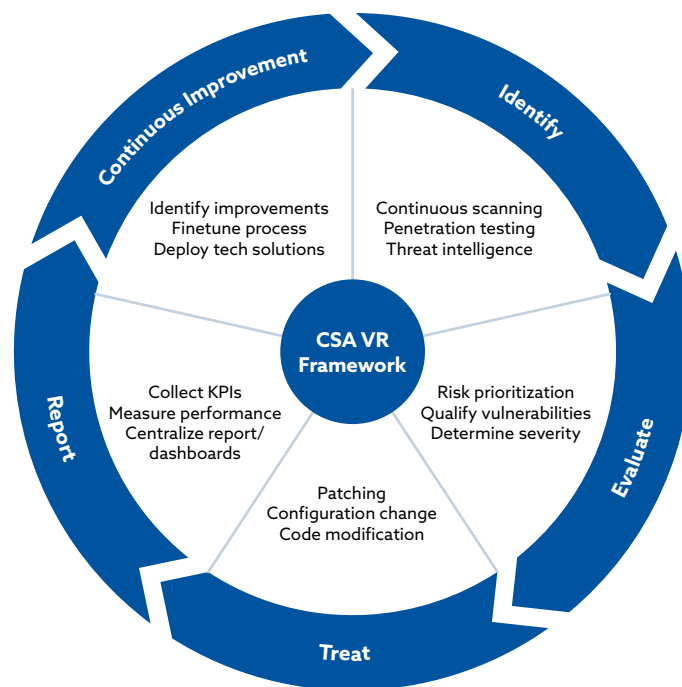 Continuous Improvement
Identify
Identify improvements
Finetune process
Deploy tech solutions
Continuous scanning
Penetration testing
Threat intelligence
CSA VR
Framework
Collect KPIs
Measure performance
Centralize report/
dashboards
Risk prioritization
Qualify vulnerabilities
Determine severity
Report
Evaluate
Patching
Configuration change
Code modification
Treat